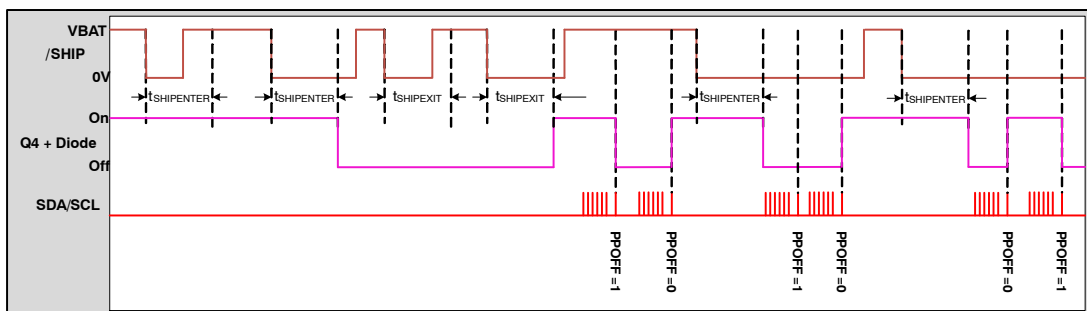 VBAT
/SHIP
0V
tSHIPENTER
tSHIPENTER
tSHIPEXIT
tSHIPEXIT
tSHIPENTER
tSHIPENTER
On
Q4 + Diode
Off
SDA/SCL
PPOFF =1
PPOFF =0
PPOFF =1
PPOFF =0
PPOFF =0
PPOFF =1